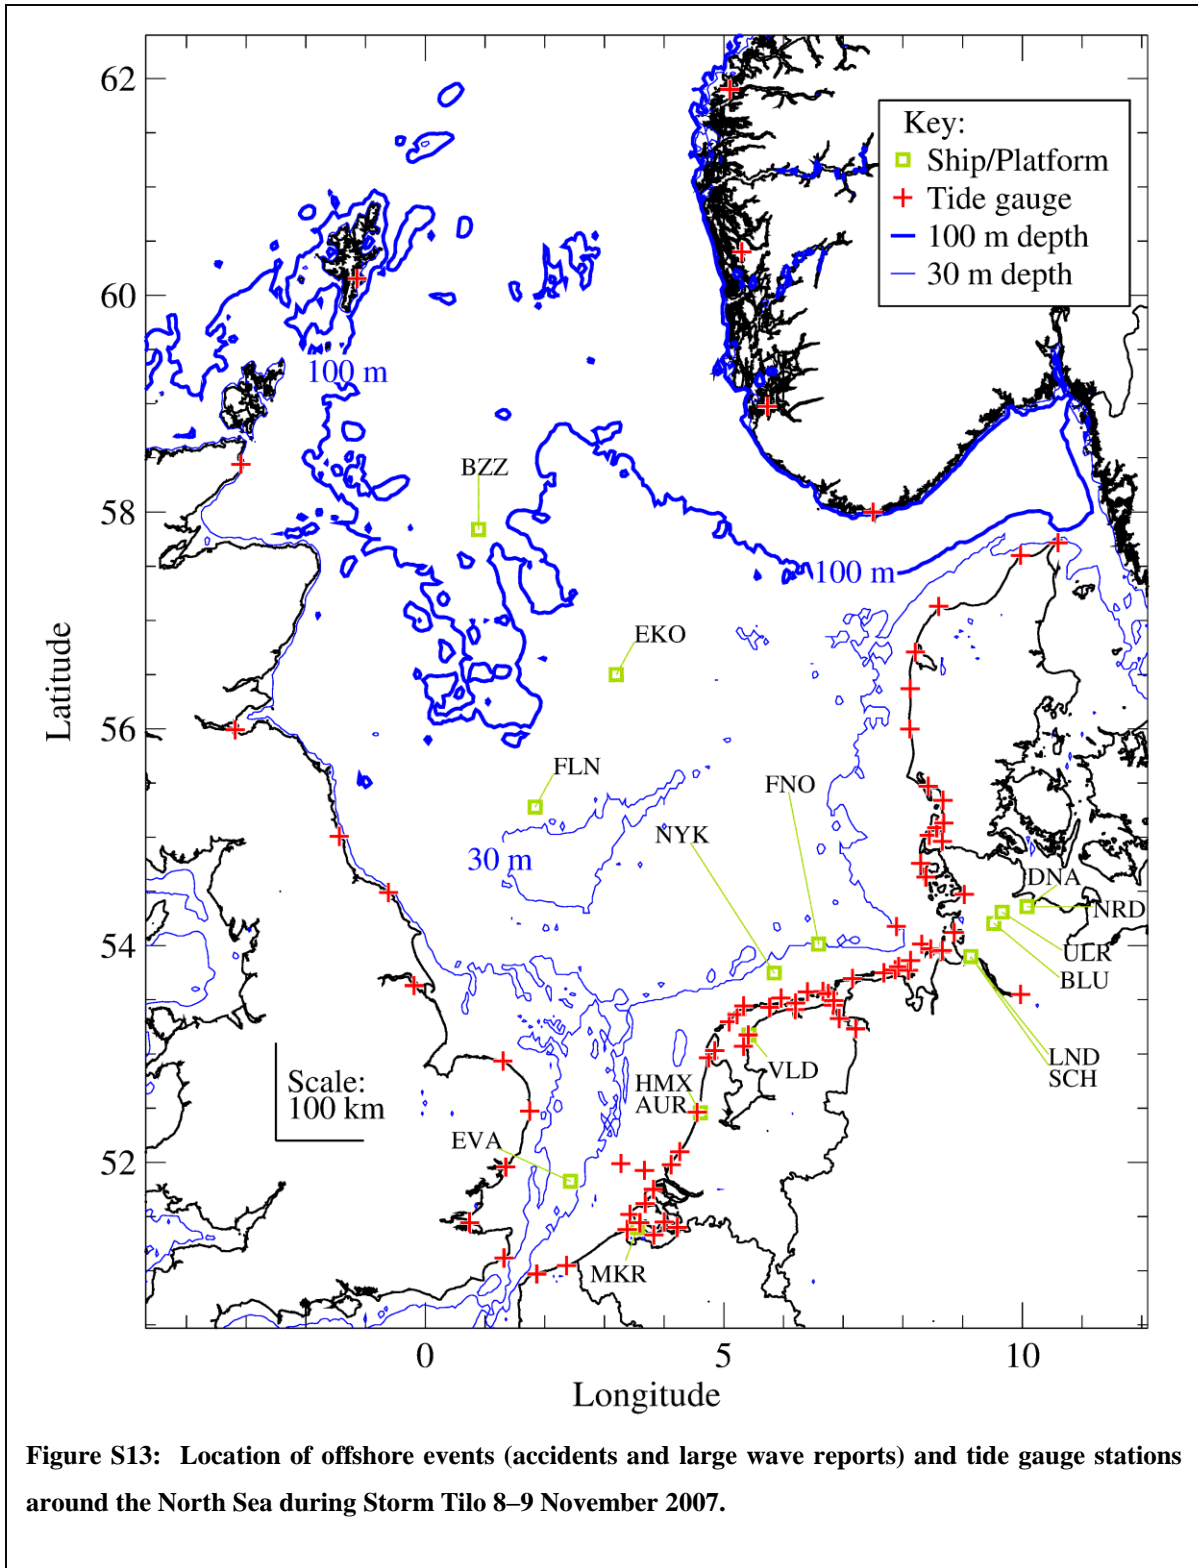 62
60
58
56
54
52
Latitude
Key:
Ship/Platform
Tide gauge
100 m depth
30 m depth
100 m
BZZ
100 m
EKO
FLN
FNO
NYK
30 m
DNA
NRD
ULR
BLU
LND
SCH
VLD
HMX
AUR
Scale:
100 km
EVA
MKR
0 5 10
Longitude
Figure S13: Location of offshore events (accidents and large wave reports) and tide gauge stations
around the North Sea during Storm Tilo 8–9 November 2007.